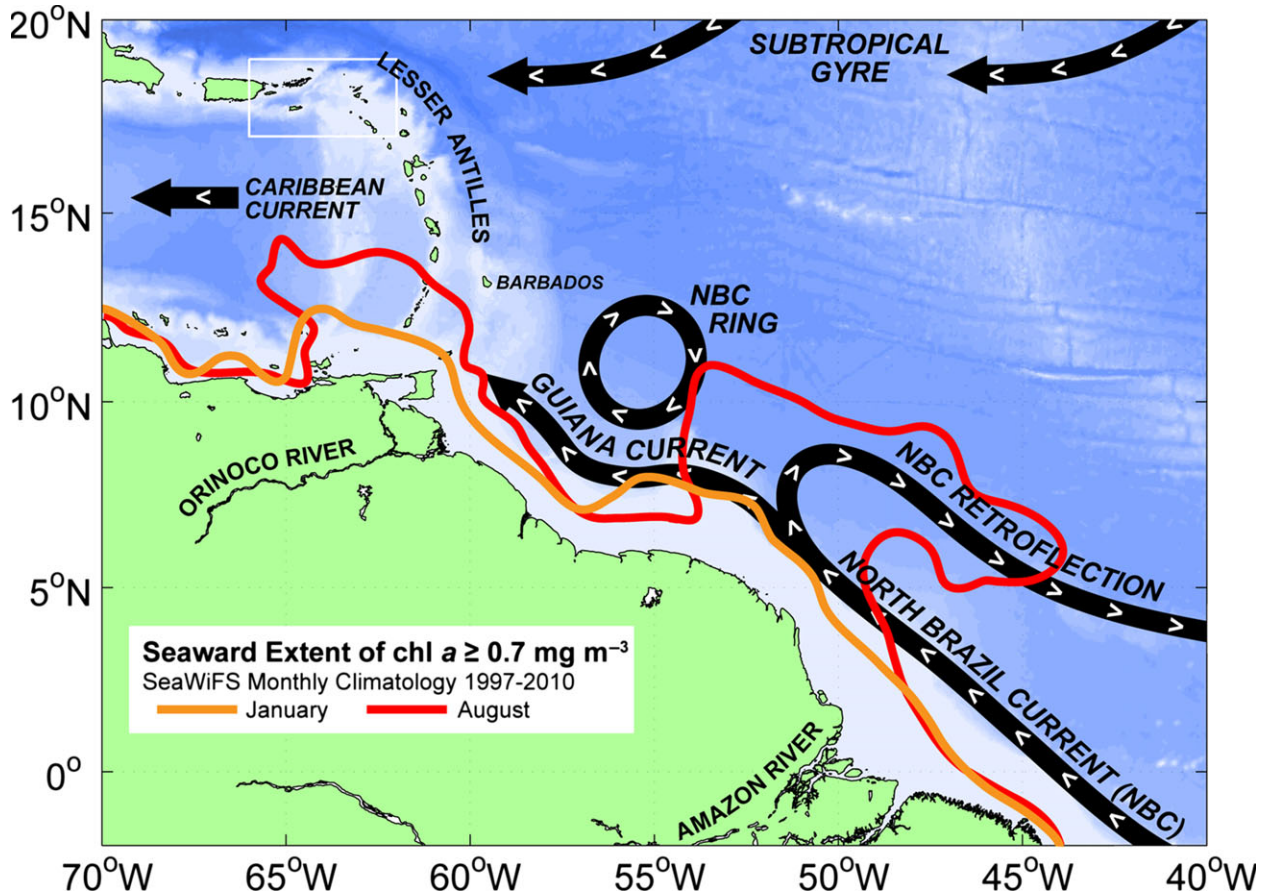 20°N
15°N
10°N
5°N
0°
70°W
65°W
60°W
55°W
50°W
45°W
40°W
SUBTROPICAL
GYRE
LESSER ANTILLES
CARIBBEAN
CURRENT
BARBADOS
NBC
RING
GUIANA CURRENT
NBC RETROFLECTION
ORINOCO RIVER
NORTH BRAZIL CURRENT (NBC)
AMAZON RIVER
Seaward Extent of chl a ≥ 0.7 mg m⁻³
SeaWiFS Monthly Climatology 1997-2010
January August